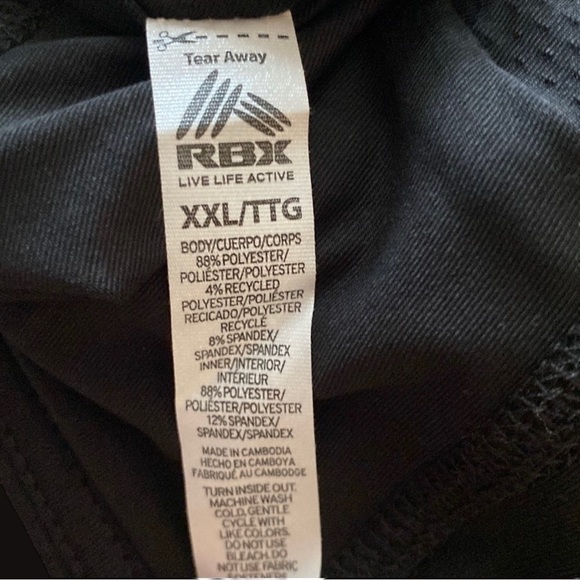 Tear Away
RBX
LIVE LIFE ACTIVE
XXL/TTG
BODY/CUERPO/CORPS
88% POLYESTER/
POLIÉSTER/POLYESTER
4% RECYCLED
POLYESTER/POLIÉSTER
RECICADO/POLYESTER
RECYCLÉ
8% SPANDEX/
SPANDEX/SPANDEX
INNER/INTERIOR/
INTÉRIEUR
88% POLYESTER/
POLIÉSTER/POLYESTER
12% SPANDEX/
SPANDEX/SPANDEX
MADE IN CAMBODIA
HECHO EN CAMBOYA
FABRIQUÉ AU CAMBODGE
TURN INSIDE OUT.
MACHINE WASH
COLD, GENTLE
CYCLE WITH
LIKE COLORS.
DO NOT USE
BLEACH. DO
NOT USE FABRIC
SOFTENERS